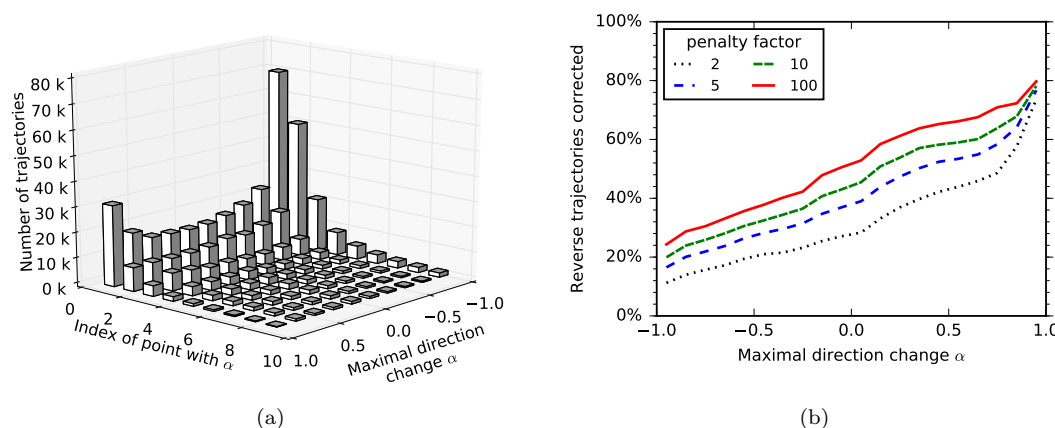 80 k
70 k
60 k
50 k
40 k
30 k
20 k
10 k
0 k
Number of trajectories
0
2
4
6
8
10
Index of point with α
1.0
0.5
0.0
−0.5
−1.0
Maximal direction
change α
(a)
100%
80%
60%
40%
20%
0%
Reverse trajectories corrected
penalty factor
2 10
5 100
−1.0 −0.5 0.0 0.5 1.0
Maximal direction change α
(b)